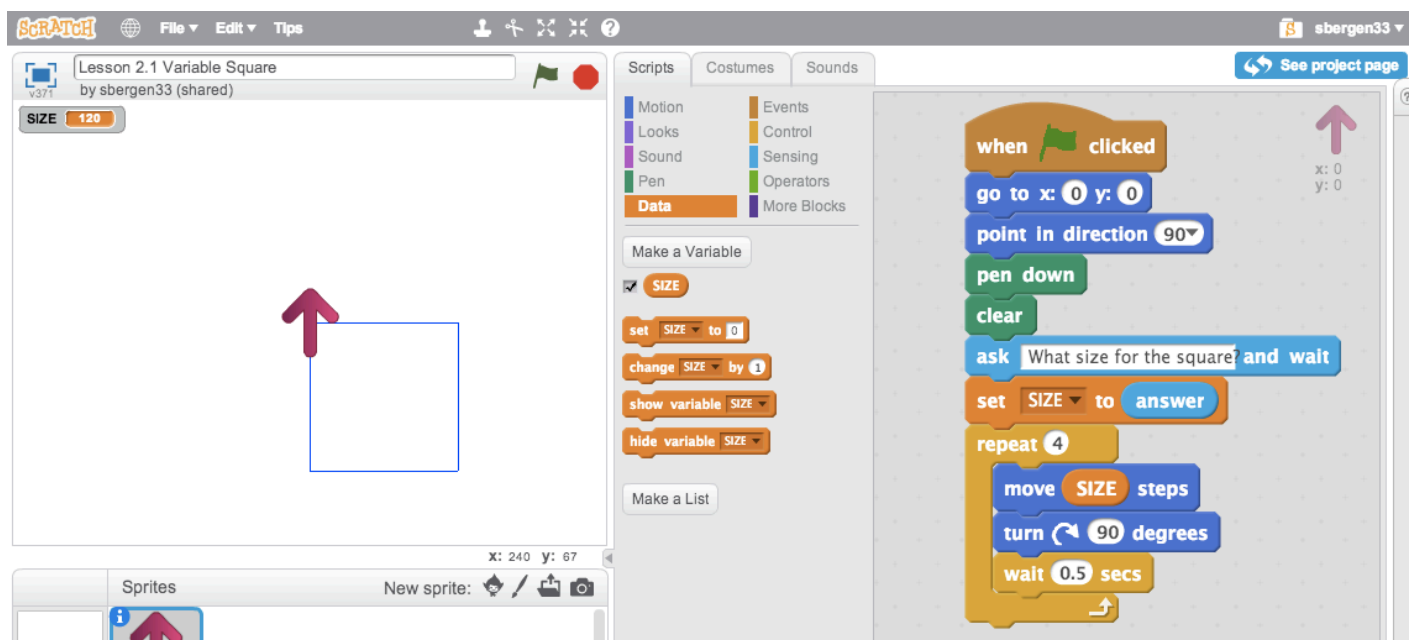 SCRATCH File Edit Tips sbergen33
Lesson 2.1 Variable Square
by sbergen33 (shared)
v371
SIZE 120
X: 240 y: 67
Sprites New sprite:
Scripts Costumes Sounds
See project page
Motion Events
Looks Control
Sound Sensing
Pen Operators
Data More Blocks
Make a Variable
SIZE
set SIZE to 0
change SIZE by 1
show variable SIZE
hide variable SIZE
Make a List
x: 0
y: 0
when clicked
go to x: 0 y: 0
point in direction 90
pen down
clear
ask What size for the square? and wait
set SIZE to answer
repeat 4
move SIZE steps
turn 90 degrees
wait 0.5 secs